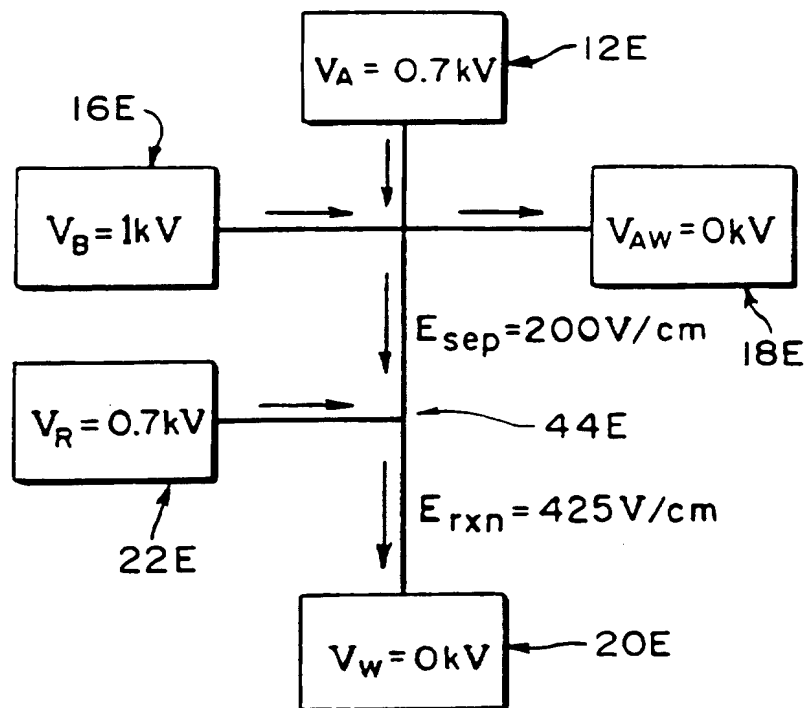 V_A = 0.7kV
12E
16E
V_B = 1kV
V_AW = 0kV
18E
E_sep = 200V/cm
V_R = 0.7kV
44E
22E
E_rxn = 425V/cm
V_W = 0kV
20E